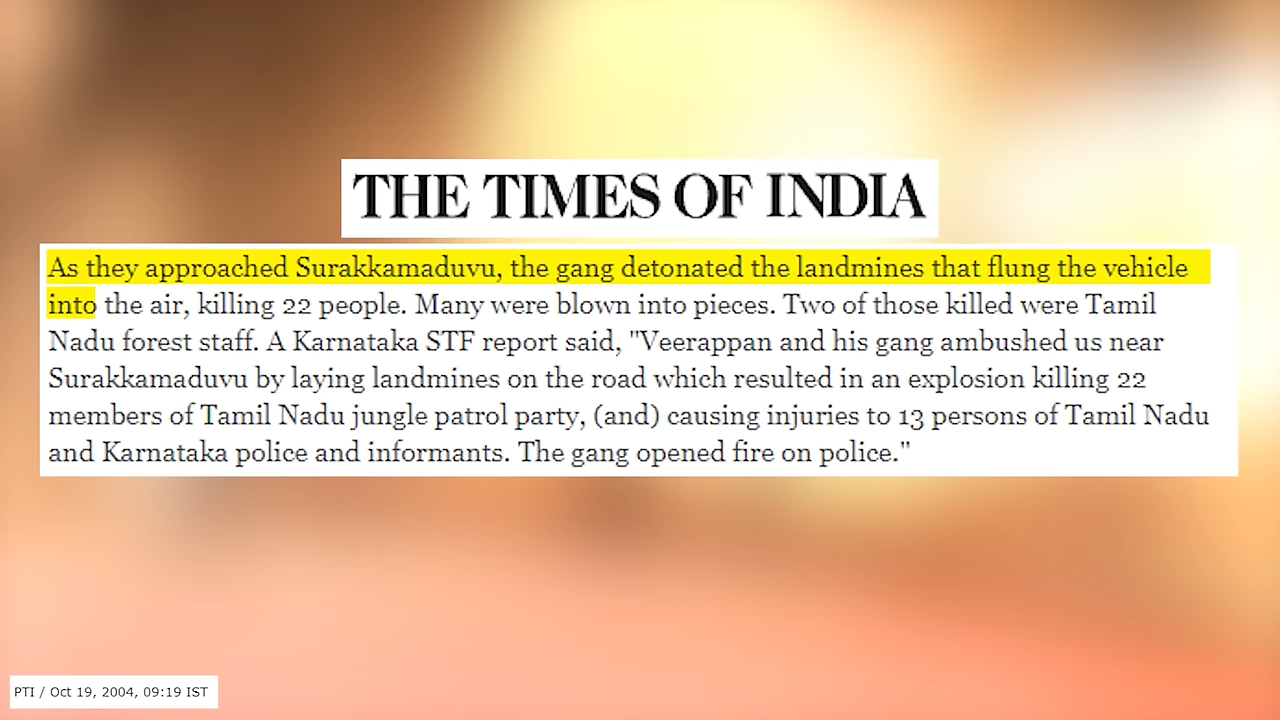 THE TIMES OF INDIA
As they approached Surakkamaduvu, the gang detonated the landmines that flung the vehicle
into the air, killing 22 people. Many were blown into pieces. Two of those killed were Tamil
Nadu forest staff. A Karnataka STF report said, "Veerappan and his gang ambushed us near
Surakkamaduvu by laying landmines on the road which resulted in an explosion killing 22
members of Tamil Nadu jungle patrol party, (and) causing injuries to 13 persons of Tamil Nadu
and Karnataka police and informants. The gang opened fire on police."
PTI / Oct 19, 2004, 09:19 IST